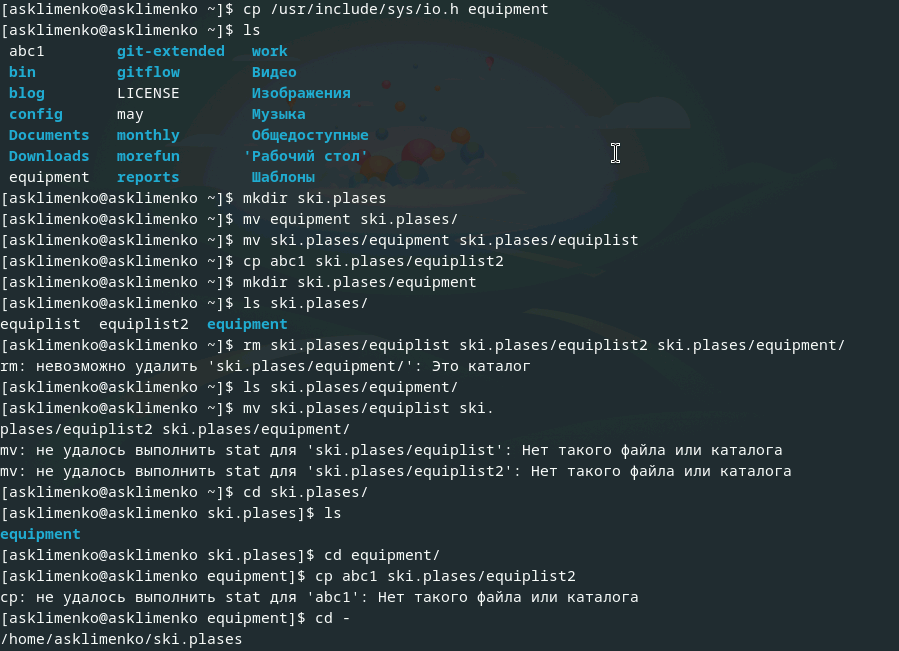 [asklimenko@asklimenko ~]$ cp /usr/include/sys/io.h equipment
[asklimenko@asklimenko ~]$ ls
abc1 git-extended work
bin gitflow Видео
blog LICENSE Изображения
config may Музыка
Documents monthly Общедоступные
Downloads morefun 'Рабочий стол'
equipment reports Шаблоны
[asklimenko@asklimenko ~]$ mkdir ski.plases
[asklimenko@asklimenko ~]$ mv equipment ski.plases/
[asklimenko@asklimenko ~]$ mv ski.plases/equipment ski.plases/equiplist
[asklimenko@asklimenko ~]$ cp abc1 ski.plases/equiplist2
[asklimenko@asklimenko ~]$ mkdir ski.plases/equipment
[asklimenko@asklimenko ~]$ ls ski.plases/
equiplist equiplist2 equipment
[asklimenko@asklimenko ~]$ rm ski.plases/equiplist ski.plases/equiplist2 ski.plases/equipment/
rm: невозможно удалить 'ski.plases/equipment/': Это каталог
[asklimenko@asklimenko ~]$ ls ski.plases/equipment/
[asklimenko@asklimenko ~]$ mv ski.plases/equiplist ski.
plases/equiplist2 ski.plases/equipment/
mv: не удалось выполнить stat для 'ski.plases/equiplist': Нет такого файла или каталога
mv: не удалось выполнить stat для 'ski.plases/equiplist2': Нет такого файла или каталога
[asklimenko@asklimenko ~]$ cd ski.plases/
[asklimenko@asklimenko ski.plases]$ ls
equipment
[asklimenko@asklimenko ski.plases]$ cd equipment/
[asklimenko@asklimenko equipment]$ cp abc1 ski.plases/equiplist2
cp: не удалось выполнить stat для 'abc1': Нет такого файла или каталога
[asklimenko@asklimenko equipment]$ cd -
/home/asklimenko/ski.plases